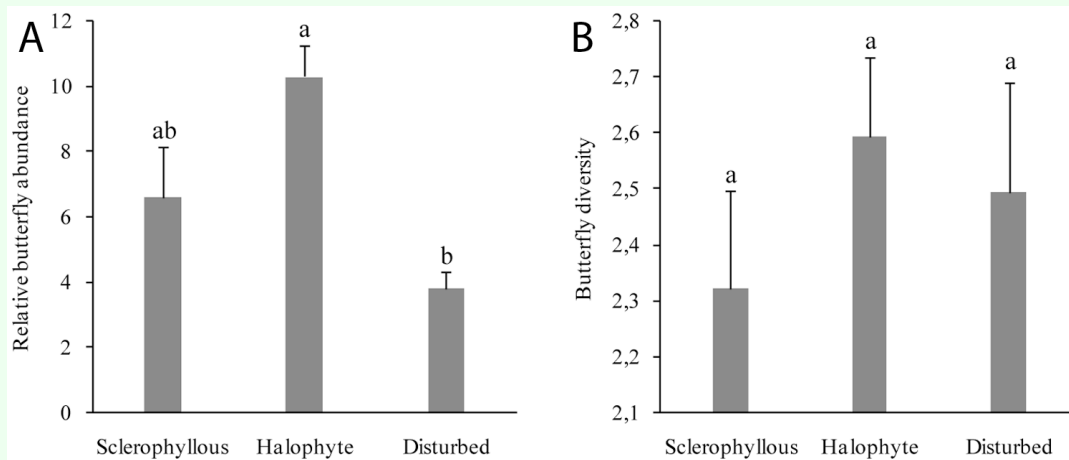 A
Relative butterfly abundance
12
10
8
6
4
2
0
ab
a
b
Sclerophyllous
Halophyte
Disturbed
B
Butterfly diversity
2,8
2,7
2,6
2,5
2,4
2,3
2,2
2,1
a
a
a
Sclerophyllous
Halophyte
Disturbed